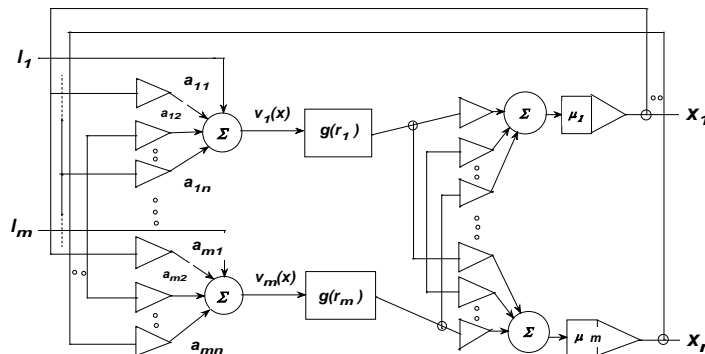 I1
a11
a12
Σ
v1(x)
g(r1)
Σ
μ1
x1
a1n
Im
am1
am2
Σ
vm(x)
g(rm)
amn
Σ
μ m
xn